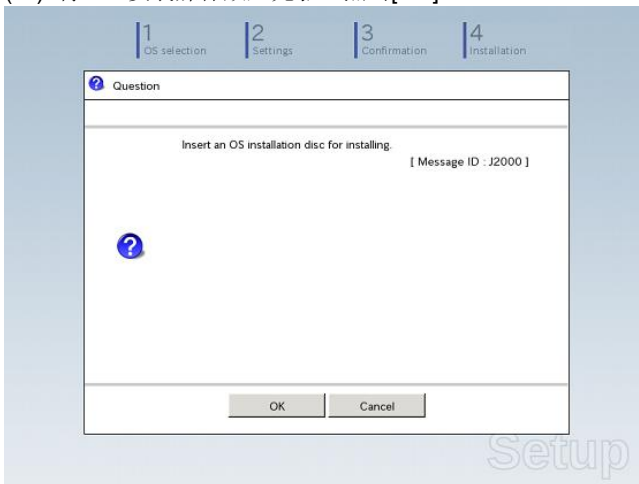 1 2 3 4
OS selection Settings Confirmation Installation
Question
Insert an OS installation disc for installing.
[ Message ID : J2000 ]
OK Cancel
Setup